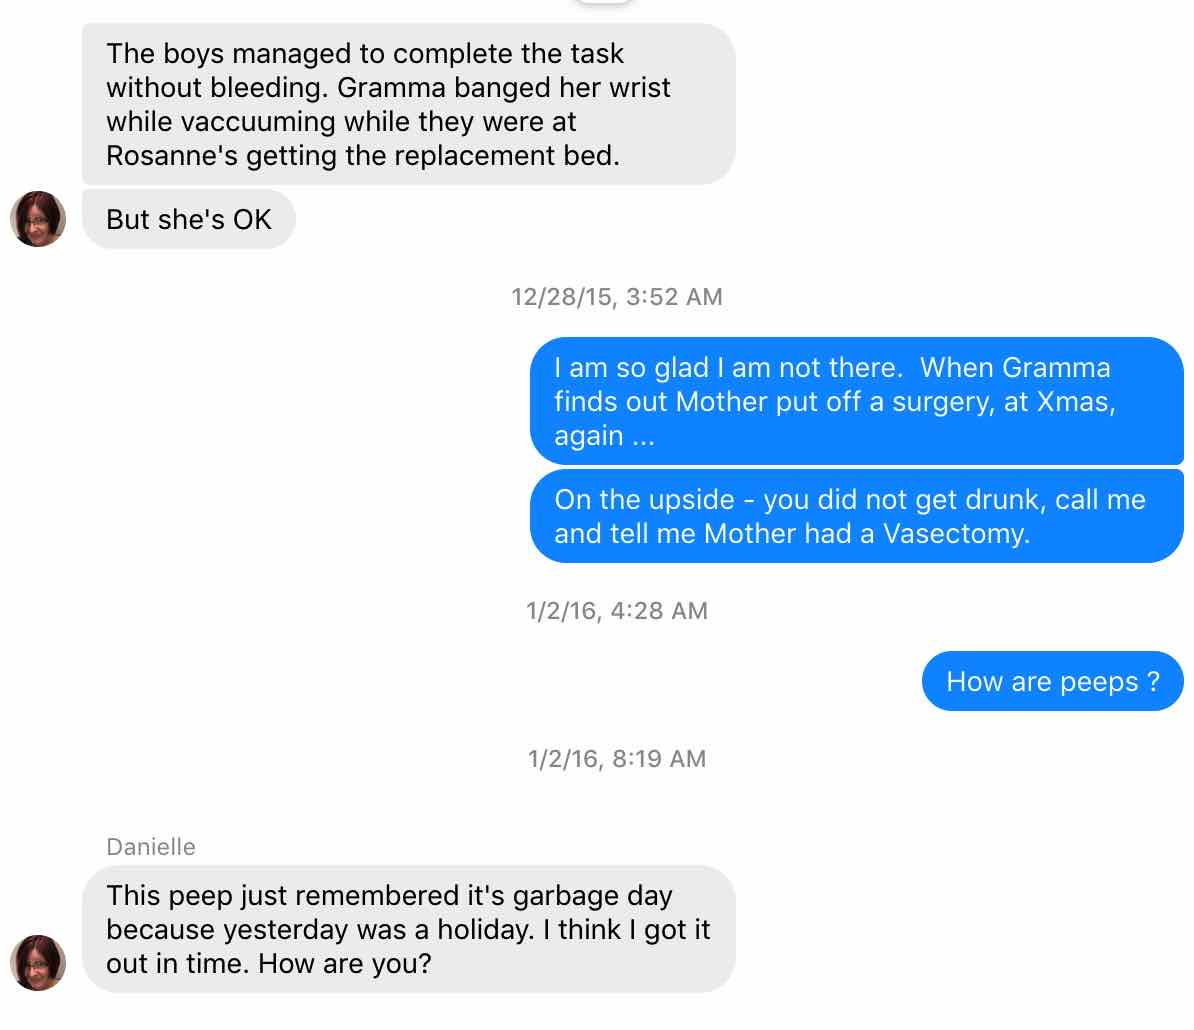 The boys managed to complete the task
without bleeding. Gramma banged her wrist
while vaccuuming while they were at
Rosanne's getting the replacement bed.
But she's OK
12/28/15, 3:52 AM
I am so glad I am not there.  When Gramma
finds out Mother put off a surgery, at Xmas,
again ...
On the upside - you did not get drunk, call me
and tell me Mother had a Vasectomy.
1/2/16, 4:28 AM
How are peeps ?
1/2/16, 8:19 AM
Danielle
This peep just remembered it's garbage day
because yesterday was a holiday. I think I got it
out in time. How are you?